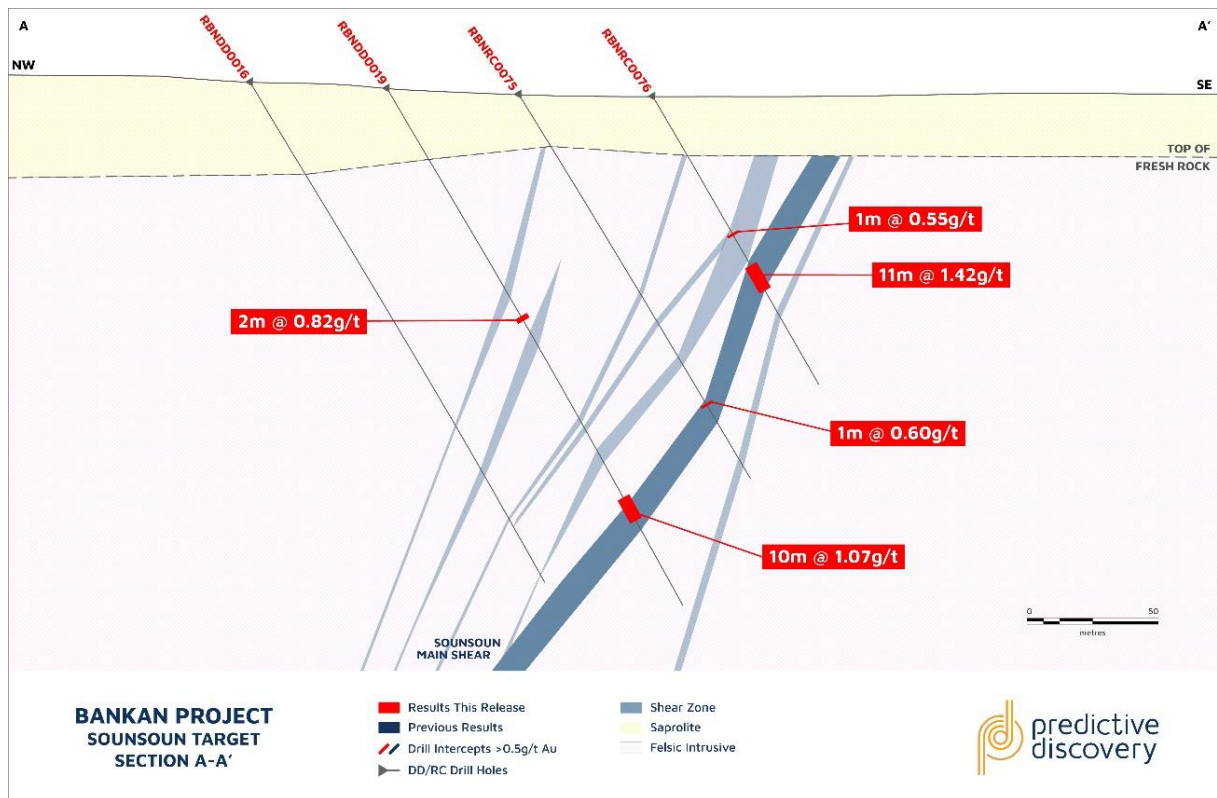 A
A'
NW
SE
RBNDD0016
RBNDD0019
RBNRC0075
RBNRC0076
TOP OF
FRESH ROCK
1m @ 0.55g/t
11m @ 1.42g/t
2m @ 0.82g/t
1m @ 0.60g/t
10m @ 1.07g/t
SOUNSOUN
MAIN SHEAR
0 50
metres
BANKAN PROJECT
SOUNSOUN TARGET
SECTION A-A'
Results This Release
Previous Results
Drill Intercepts >0.5g/t Au
DD/RC Drill Holes
Shear Zone
Saprolite
Felsic Intrusive
predictive
discovery